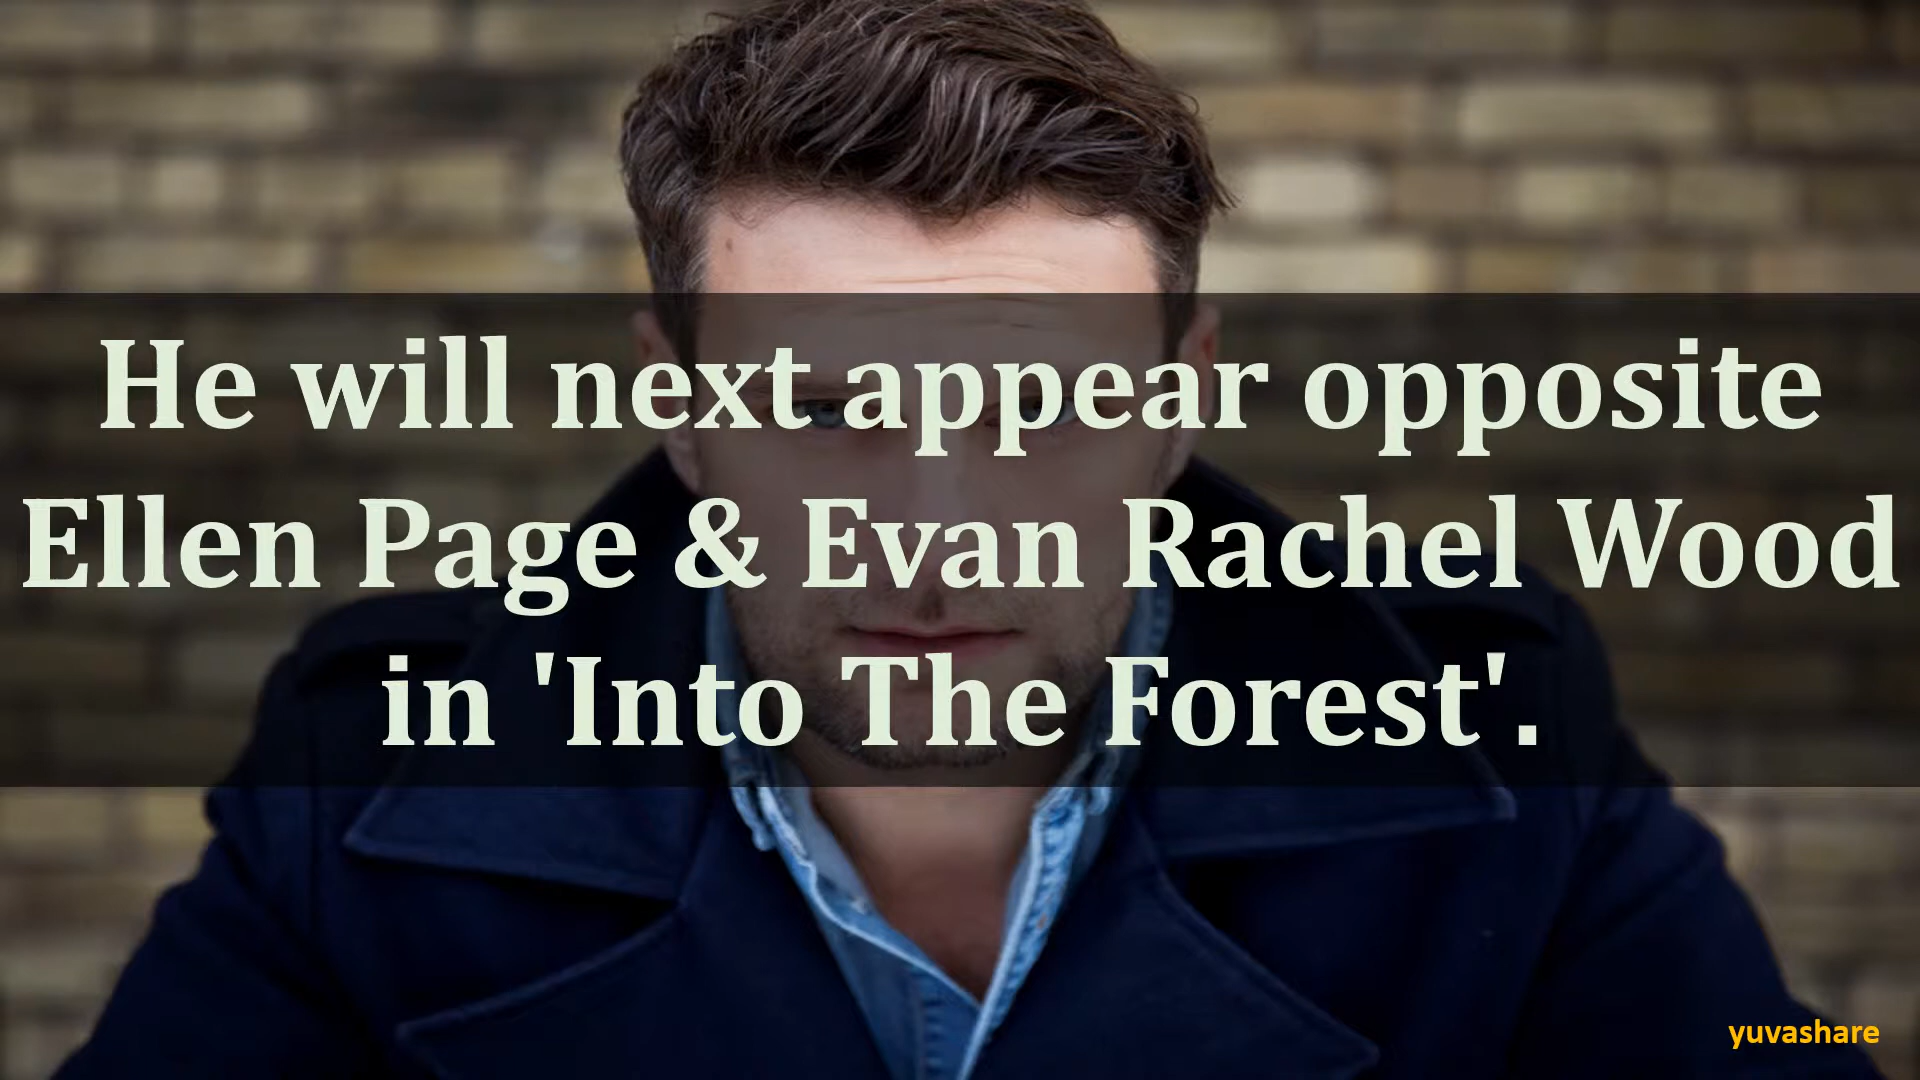 He will next appear opposite
Ellen Page & Evan Rachel Wood
in 'Into The Forest'.
yuvashare